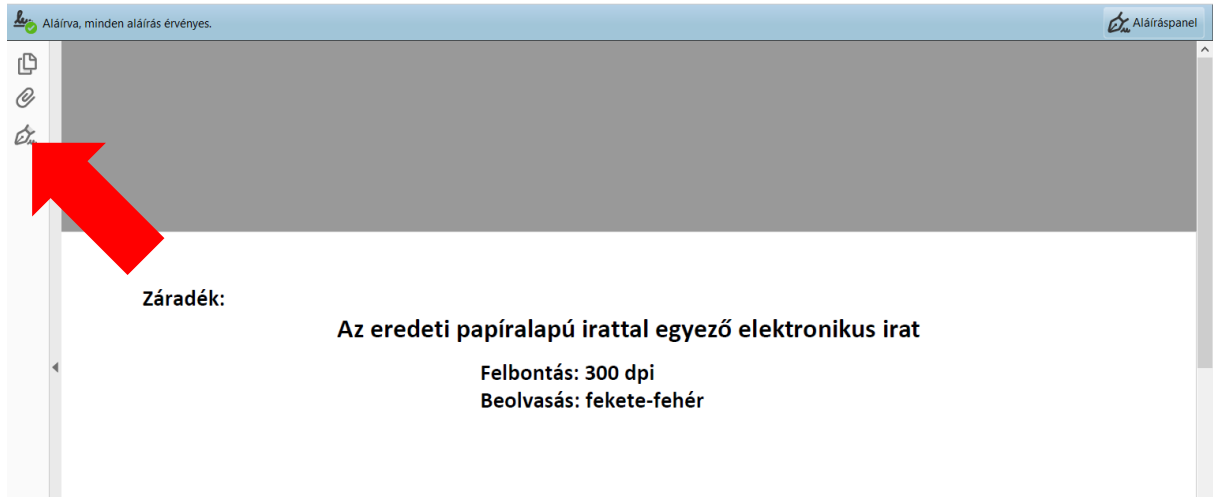 Aláírva, minden aláírás érvényes.
Aláíráspanel
Záradék:
Az eredeti papíralapú irattal egyező elektronikus irat
Felbontás: 300 dpi
Beolvasás: fekete-fehér